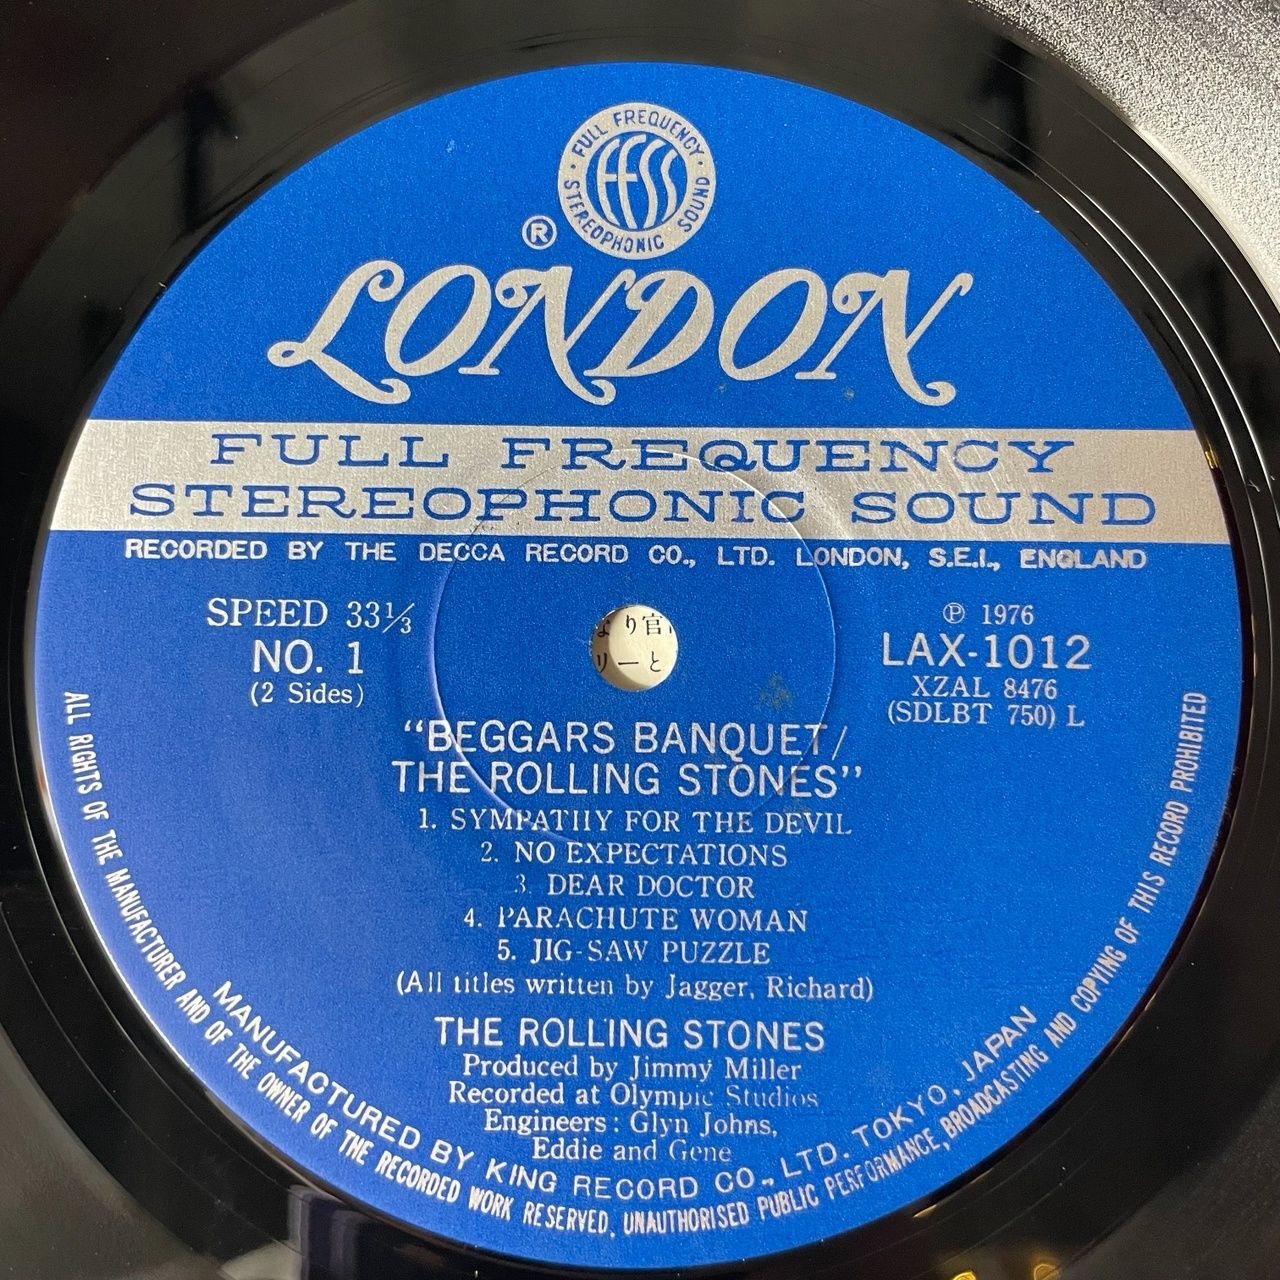 FULL FREQUENCY
FFSS
STEREOPHONIC SOUND
®
LONDON
FULL FREQUENCY
STEREOPHONIC SOUND
RECORDED BY THE DECCA RECORD CO., LTD. LONDON, S.E.I., ENGLAND
SPEED 33⅓
NO. 1
(2 Sides)
℗ 1976
LAX-1012
XZAL 8476
(SDLBT 750) L
り官
ーと
"BEGGARS BANQUET/
THE ROLLING STONES"
1. SYMPATHY FOR THE DEVIL
2. NO EXPECTATIONS
3. DEAR DOCTOR
4. PARACHUTE WOMAN
5. JIG-SAW PUZZLE
(All titles written by Jagger, Richard)
THE ROLLING STONES
Produced by Jimmy Miller
Recorded at Olympic Studios
Engineers : Glyn Johns,
Eddie and Gene
MANUFACTURED BY KING RECORD CO., LTD. TOKYO, JAPAN
ALL RIGHTS OF THE MANUFACTURER AND OF THE OWNER OF THE RECORDED WORK RESERVED, UNAUTHORISED PUBLIC PERFORMANCE, BROADCASTING AND COPYING OF THIS RECORD PROHIBITED